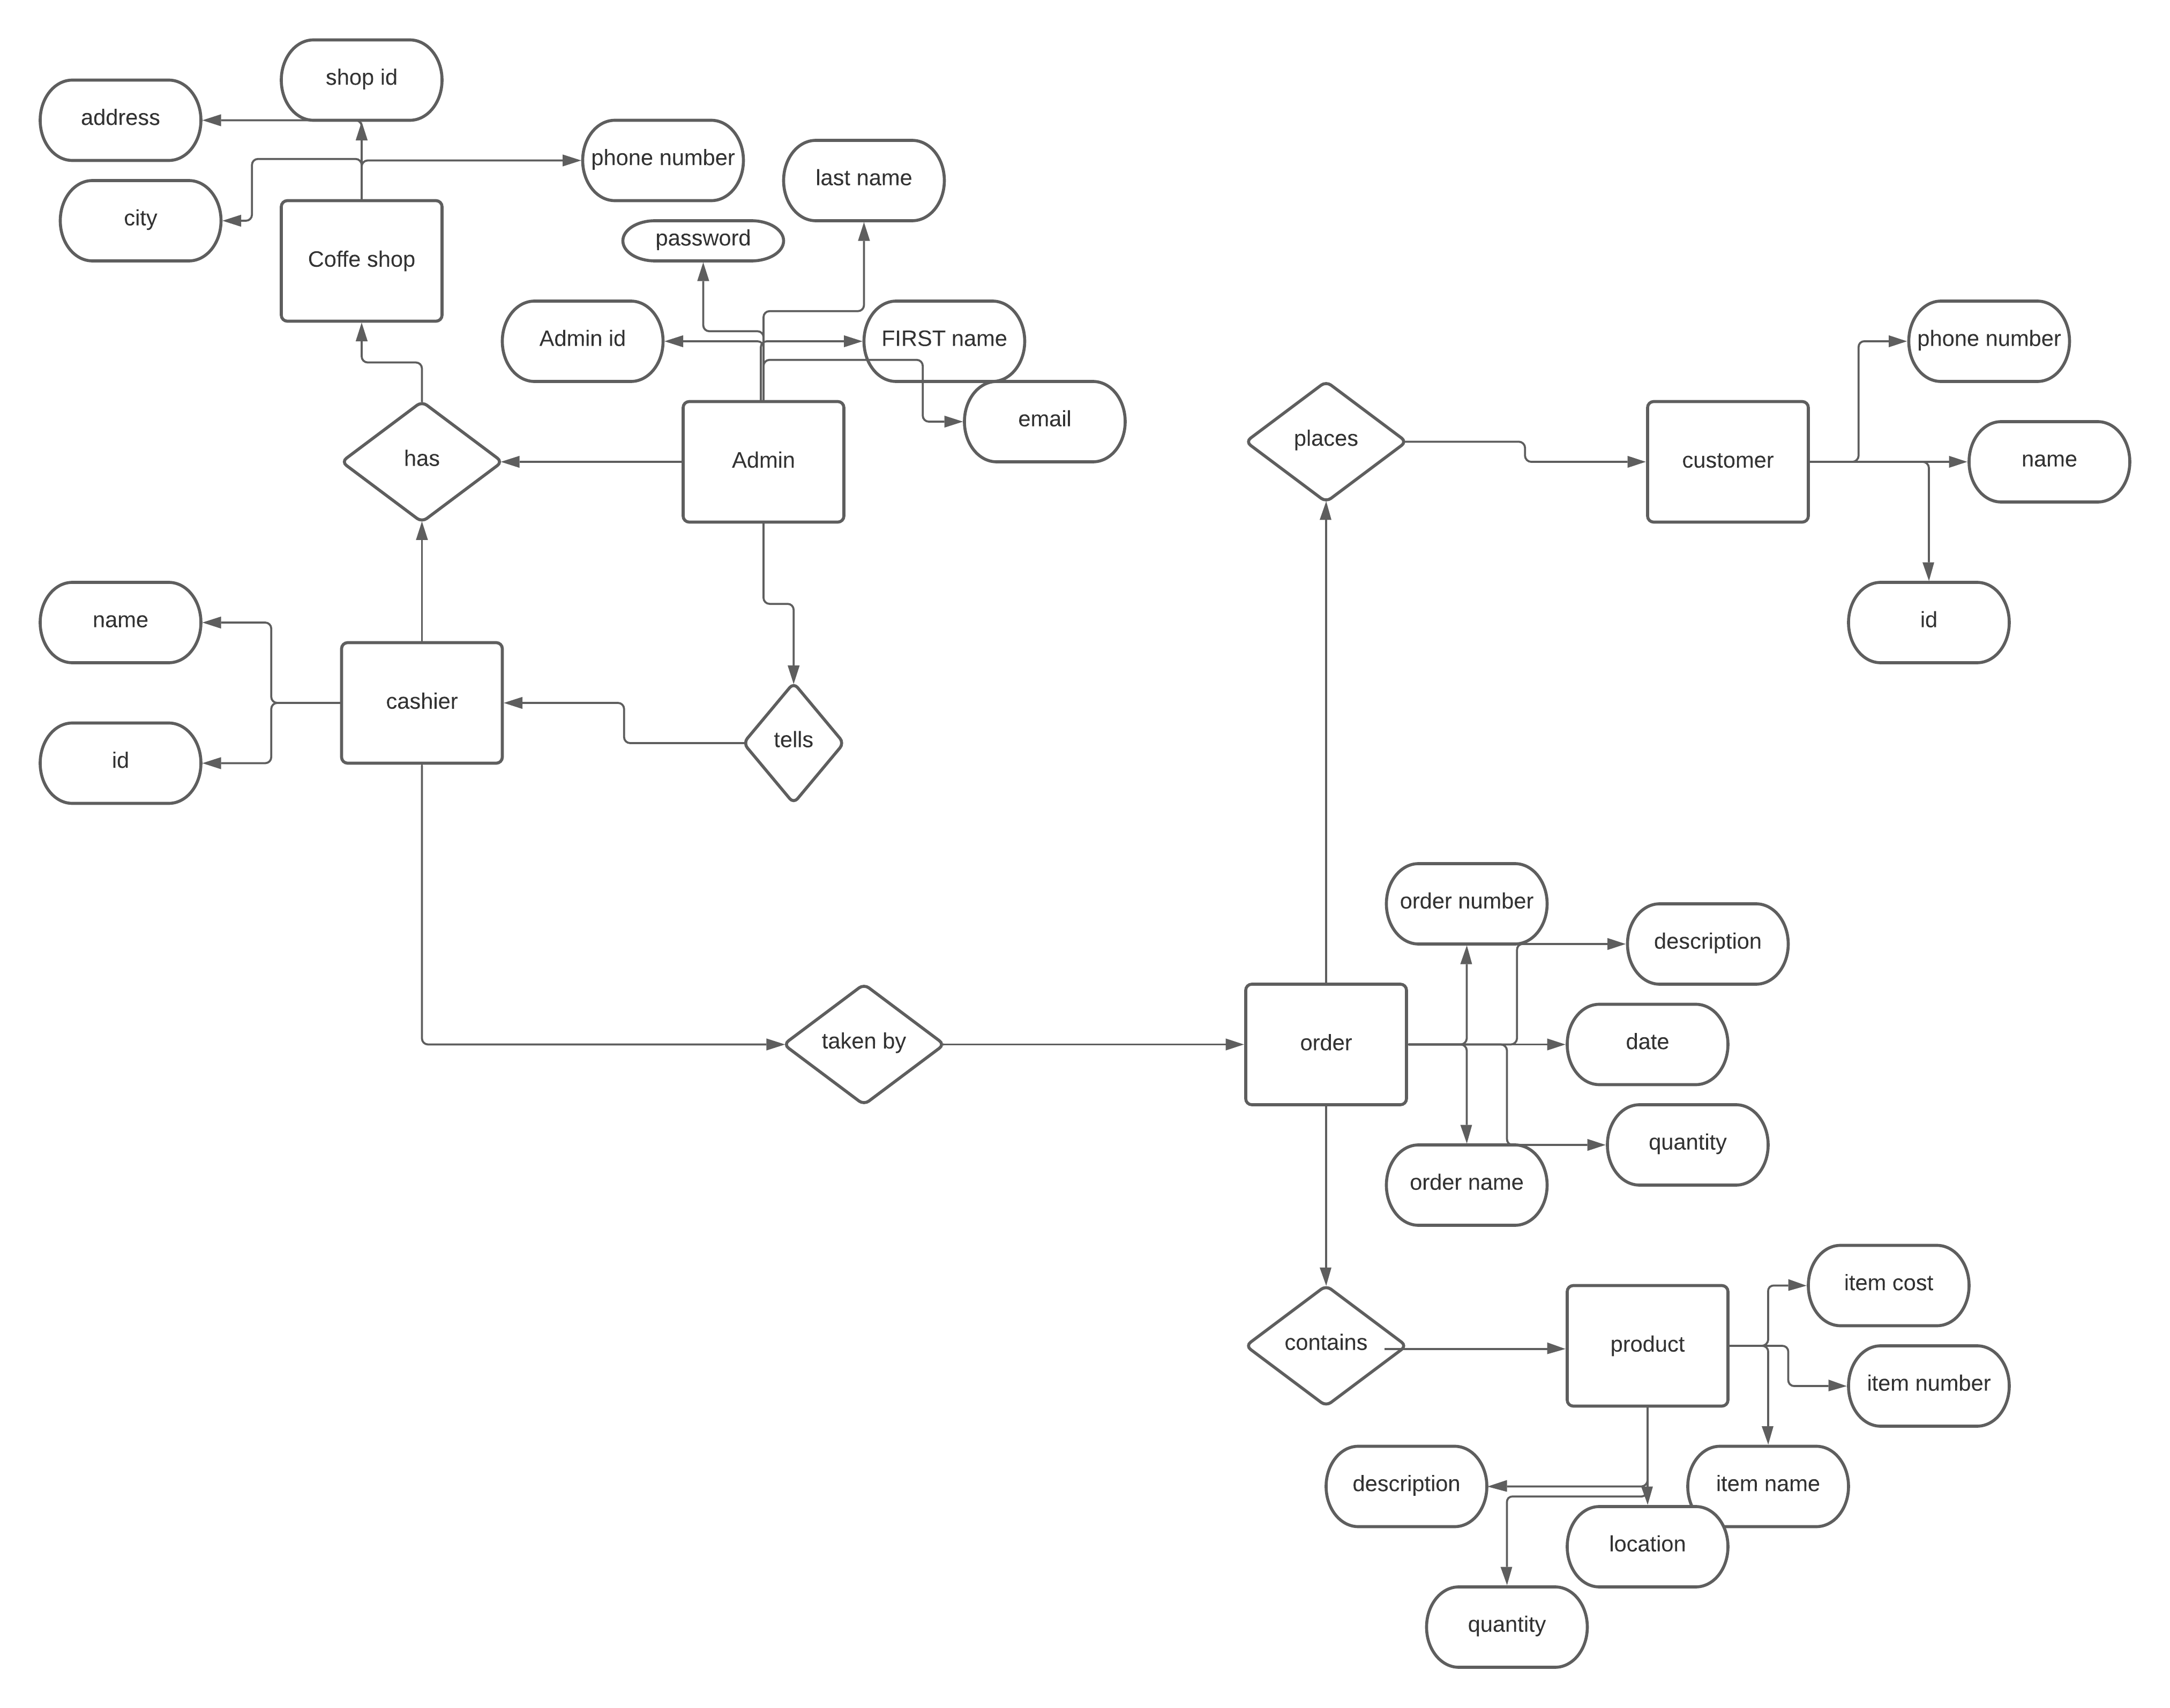 shop id
address
phone number
last name
city
password
Coffe shop
Admin id
FIRST name
phone number
email
places
has
Admin
customer
name
name
id
cashier
tells
id
order number
description
taken by
order
date
quantity
order name
item cost
contains
product
item number
description
item name
location
quantity